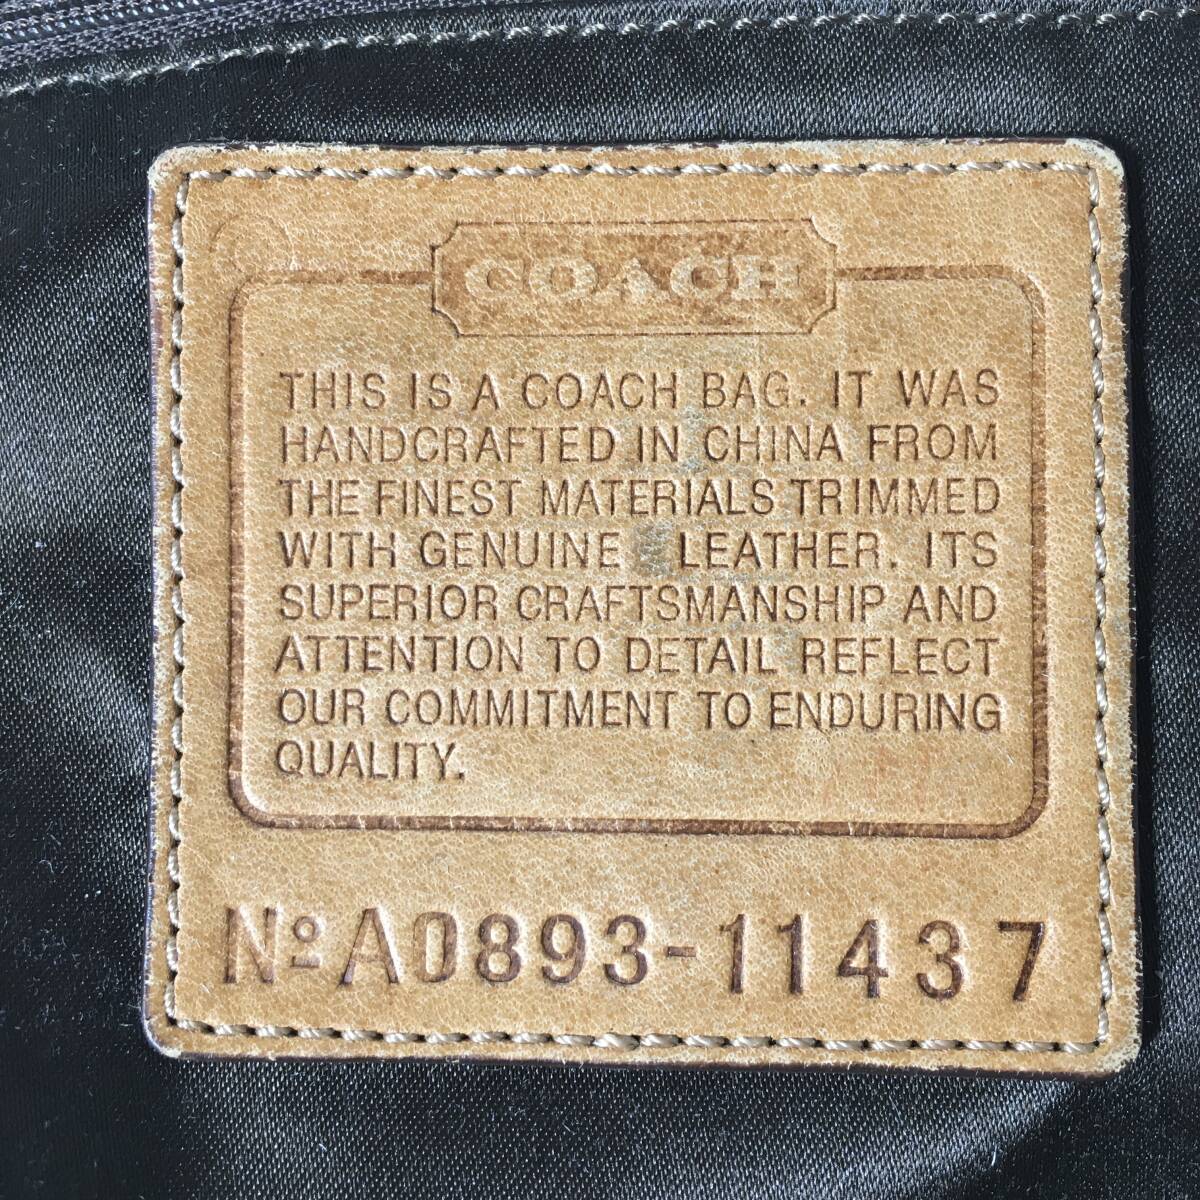 COACH
THIS IS A COACH BAG. IT WAS
HANDCRAFTED IN CHINA FROM
THE FINEST MATERIALS TRIMMED
WITH GENUINE LEATHER. ITS
SUPERIOR CRAFTSMANSHIP AND
ATTENTION TO DETAIL REFLECT
OUR COMMITMENT TO ENDURING
QUALITY.
Nº A0893-11437